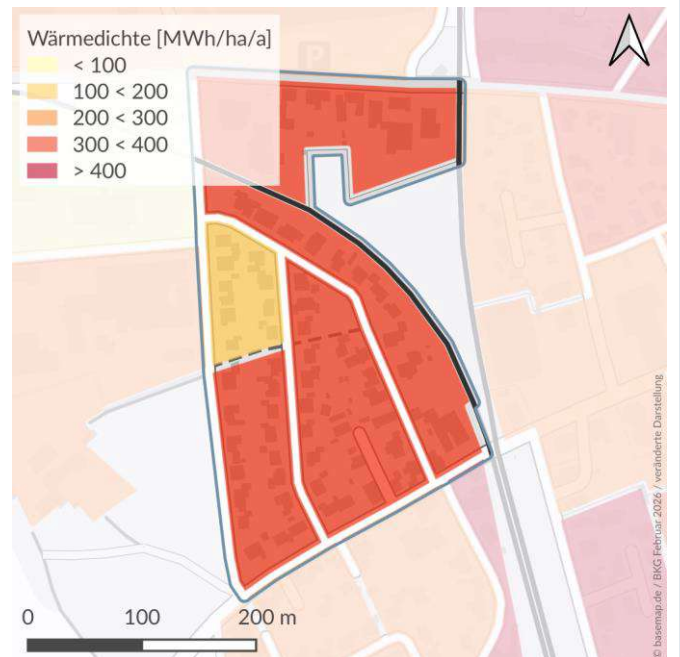 Wärmedichte [MWh/ha/a]
< 100
100 < 200
200 < 300
300 < 400
> 400
P
0 100 200 m
© basemap.de / BKG Februar 2026 / veränderte Darstellung